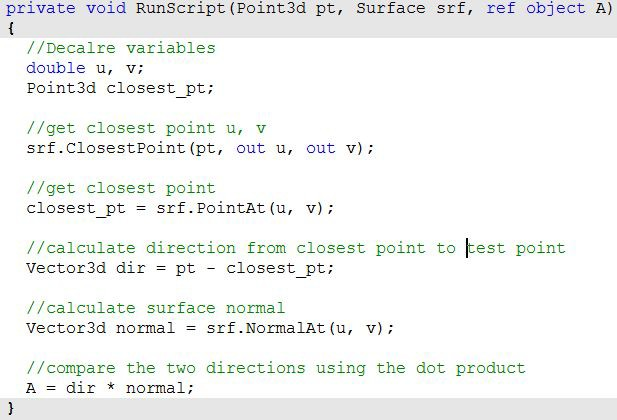 private void RunScript(Point3d pt, Surface srf, ref object A)
{
//Decalre variables
double u, v;
Point3d closest_pt;
//get closest point u, v
srf.ClosestPoint(pt, out u, out v);
//get closest point
closest_pt = srf.PointAt(u, v);
//calculate direction from closest point to test point
Vector3d dir = pt - closest_pt;
//calculate surface normal
Vector3d normal = srf.NormalAt(u, v);
//compare the two directions using the dot product
A = dir * normal;
}